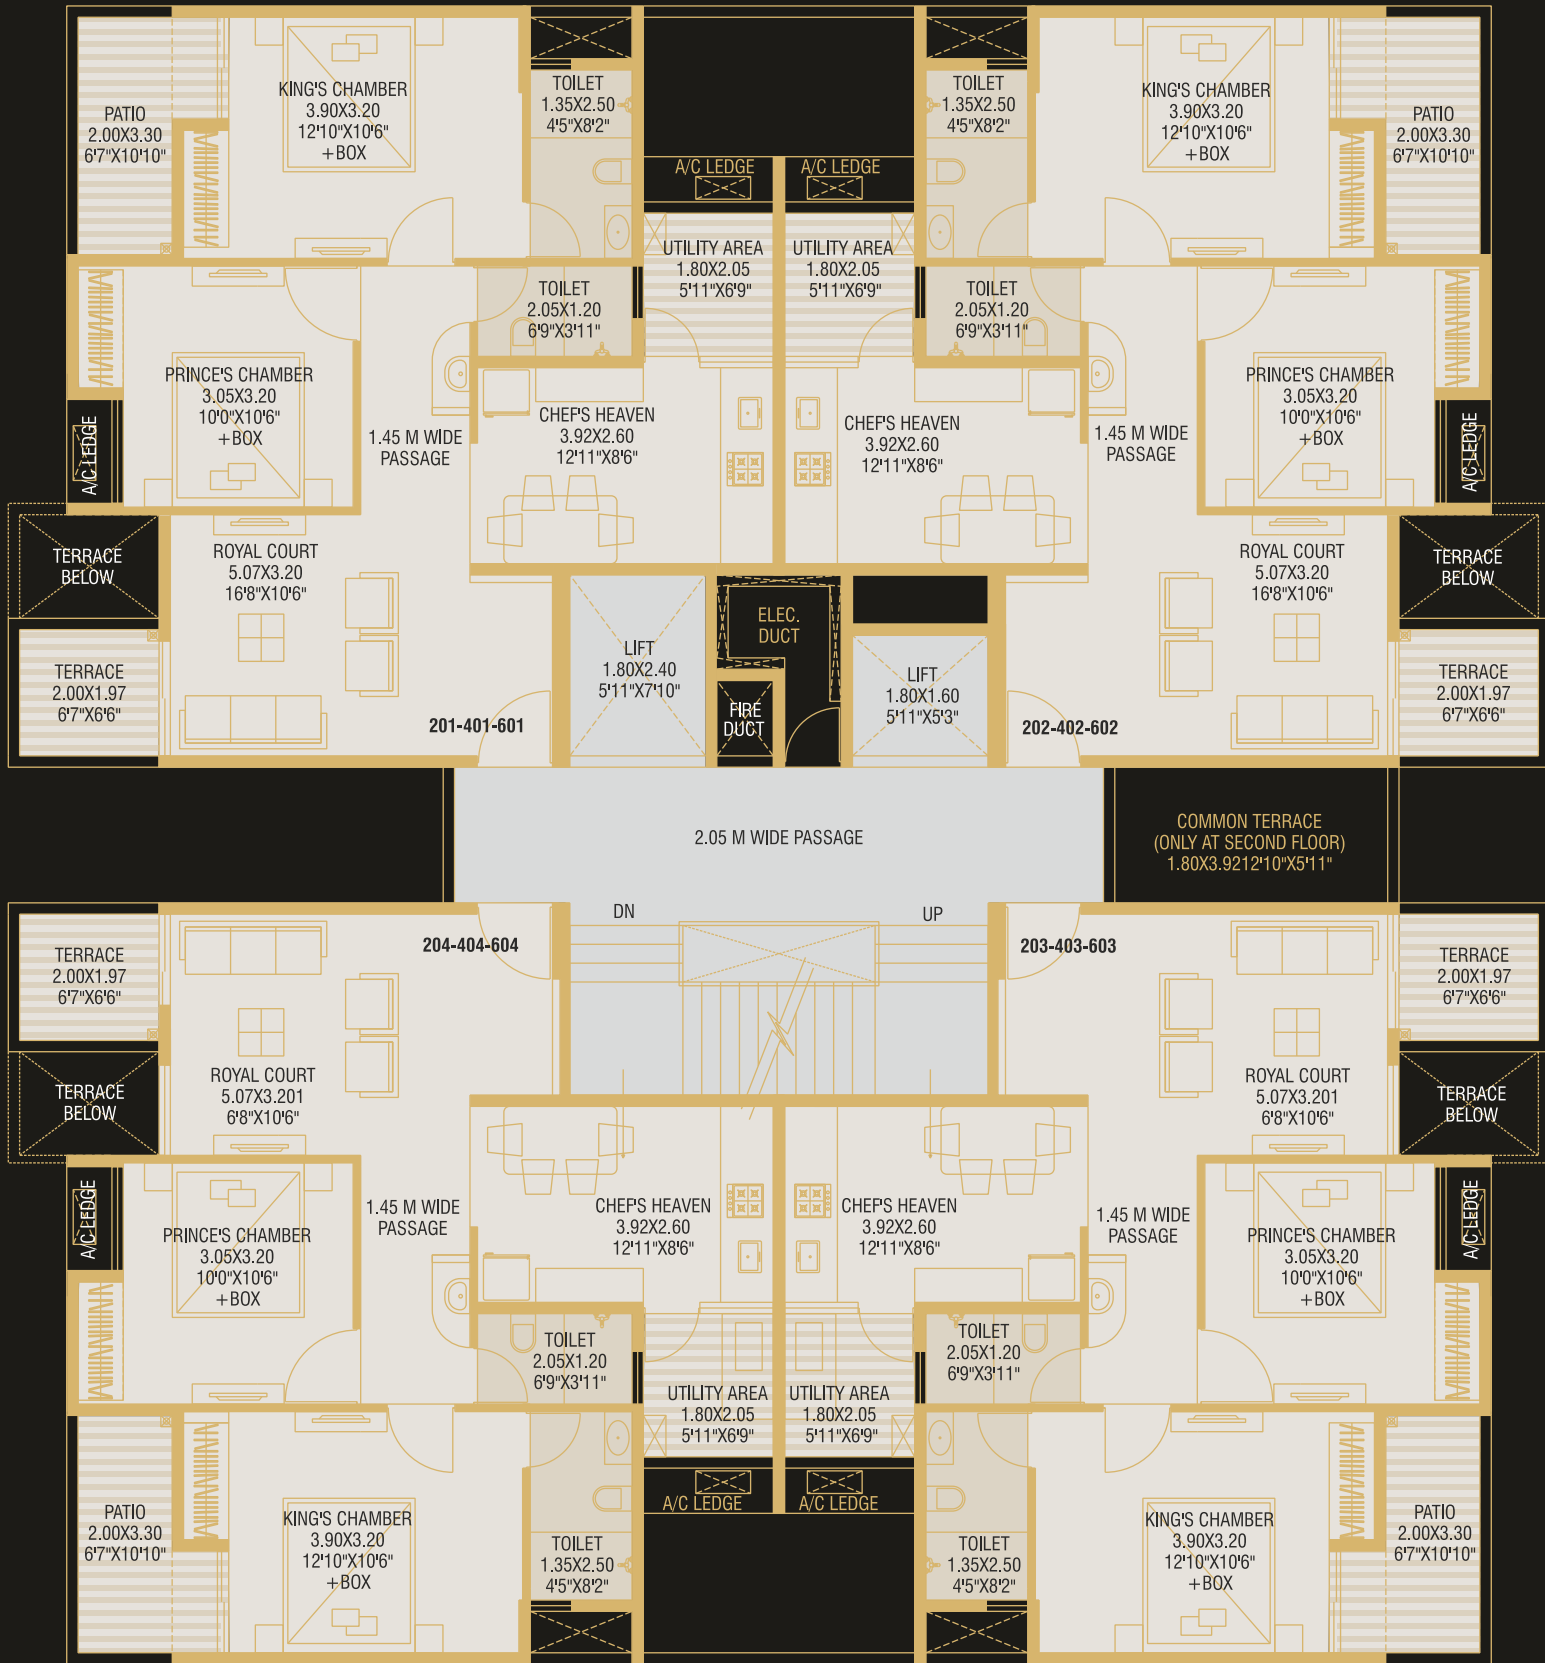 KING'S CHAMBER
3.90X3.20
12'10"X10'6"
+BOX
TOILET
1.35X2.50
4'5"X8'2"
TOILET
1.35X2.50
4'5"X8'2"
KING'S CHAMBER
3.90X3.20
12'10"X10'6"
+BOX
PATIO
2.00X3.30
6'7"X10'10"
PATIO
2.00X3.30
6'7"X10'10"
A/C LEDGE
A/C LEDGE
UTILITY AREA
1.80X2.05
5'11"X6'9"
UTILITY AREA
1.80X2.05
5'11"X6'9"
TOILET
2.05X1.20
6'9"X3'11"
TOILET
2.05X1.20
6'9"X3'11"
PRINCE'S CHAMBER
3.05X3.20
10'0"X10'6"
+BOX
PRINCE'S CHAMBER
3.05X3.20
10'0"X10'6"
+BOX
A/C LEDGE
1.45 M WIDE
PASSAGE
CHEF'S HEAVEN
3.92X2.60
12'11"X8'6"
CHEF'S HEAVEN
3.92X2.60
12'11"X8'6"
1.45 M WIDE
PASSAGE
A/C LEDGE
TERRACE
BELOW
ROYAL COURT
5.07X3.20
16'8"X10'6"
ROYAL COURT
5.07X3.20
16'8"X10'6"
TERRACE
BELOW
ELEC.
DUCT
LIFT
1.80X2.40
5'11"X7'10"
LIFT
1.80X1.60
5'11"X5'3"
TERRACE
2.00X1.97
6'7"X6'6"
TERRACE
2.00X1.97
6'7"X6'6"
FIRE
DUCT
201-401-601
202-402-602
2.05 M WIDE PASSAGE
COMMON TERRACE
(ONLY AT SECOND FLOOR)
1.80X3.9212'10"X5'11"
DN
UP
204-404-604
203-403-603
TERRACE
2.00X1.97
6'7"X6'6"
TERRACE
2.00X1.97
6'7"X6'6"
ROYAL COURT
5.07X3.201
6'8"X10'6"
ROYAL COURT
5.07X3.201
6'8"X10'6"
TERRACE
BELOW
TERRACE
BELOW
A/C LEDGE
1.45 M WIDE
PASSAGE
CHEF'S HEAVEN
3.92X2.60
12'11"X8'6"
CHEF'S HEAVEN
3.92X2.60
12'11"X8'6"
1.45 M WIDE
PASSAGE
A/C LEDGE
PRINCE'S CHAMBER
3.05X3.20
10'0"X10'6"
+BOX
PRINCE'S CHAMBER
3.05X3.20
10'0"X10'6"
+BOX
TOILET
2.05X1.20
6'9"X3'11"
TOILET
2.05X1.20
6'9"X3'11"
UTILITY AREA
1.80X2.05
5'11"X6'9"
UTILITY AREA
1.80X2.05
5'11"X6'9"
A/C LEDGE
A/C LEDGE
PATIO
2.00X3.30
6'7"X10'10"
KING'S CHAMBER
3.90X3.20
12'10"X10'6"
+BOX
TOILET
1.35X2.50
4'5"X8'2"
TOILET
1.35X2.50
4'5"X8'2"
KING'S CHAMBER
3.90X3.20
12'10"X10'6"
+BOX
PATIO
2.00X3.30
6'7"X10'10"